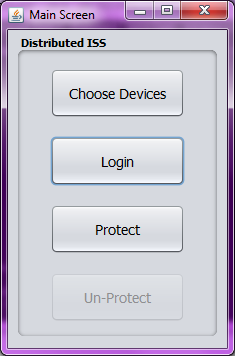 Main Screen
Distributed ISS
Choose Devices
Login
Protect
Un-Protect